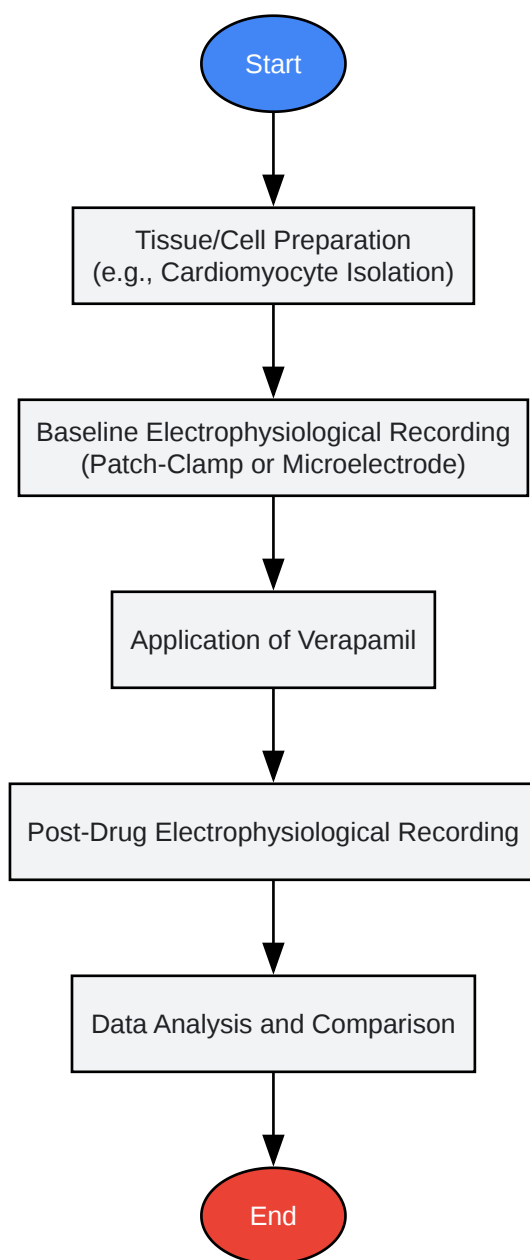 Start
Tissue/Cell Preparation
(e.g., Cardiomyocyte Isolation)
Baseline Electrophysiological Recording
(Patch-Clamp or Microelectrode)
Application of Verapamil
Post-Drug Electrophysiological Recording
Data Analysis and Comparison
End